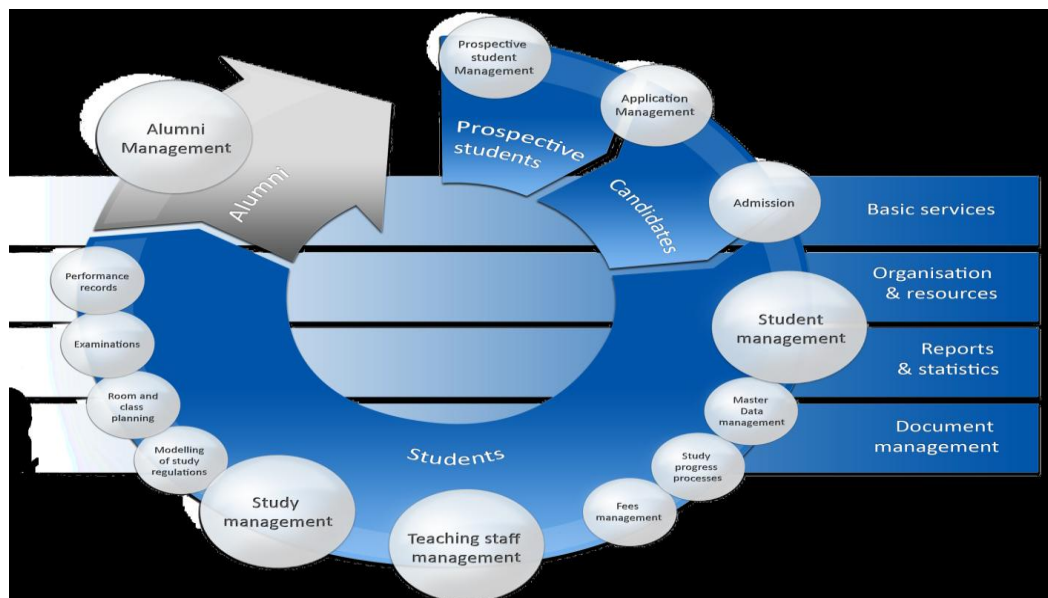 Prospective
student
Management
Application
Management
Alumni
Management
Prospective
students
Alumni
Candidates
Admission
Basic services
Performance
records
Organisation
& resources
Student
management
Examinations
Reports
& statistics
Room and
class
planning
Master
Data
management
Document
management
Modelling
of study
regulations
Students
Study
progress
processes
Study
management
Fees
management
Teaching staff
management